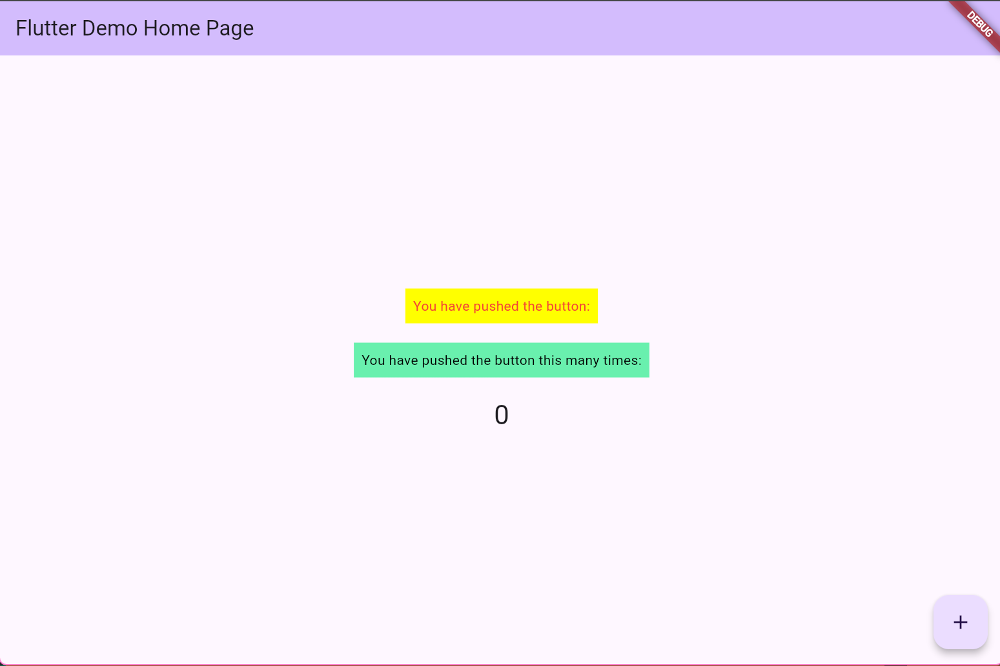 Flutter Demo Home Page
DEBUG
You have pushed the button:
You have pushed the button this many times:
0
+